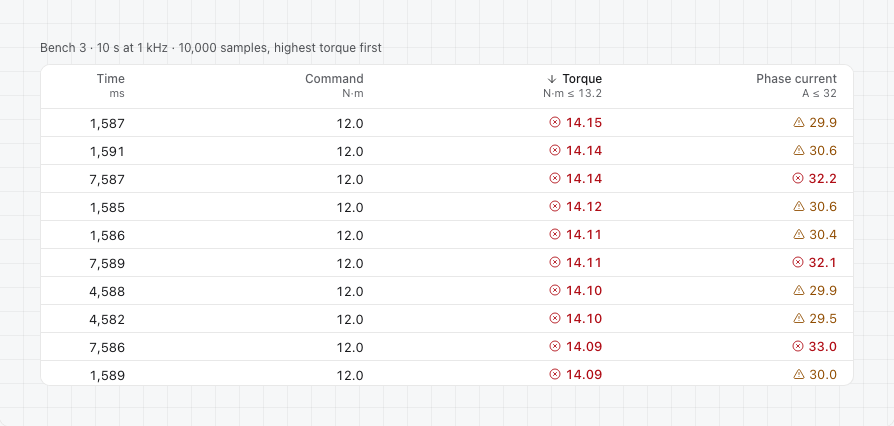 Bench 3 · 10 s at 1 kHz · 10,000 samples, highest torque first
Time Command ↓ Torque Phase current
ms N·m N·m ≤ 13.2 A ≤ 32
1,587 12.0 14.15 29.9
1,591 12.0 14.14 30.6
7,587 12.0 14.14 32.2
1,585 12.0 14.12 30.6
1,586 12.0 14.11 30.4
7,589 12.0 14.11 32.1
4,588 12.0 14.10 29.9
4,582 12.0 14.10 29.5
7,586 12.0 14.09 33.0
1,589 12.0 14.09 30.0